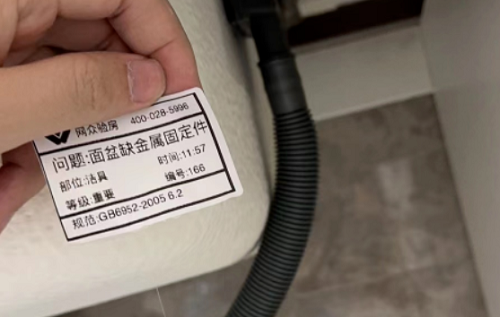 网众验房 400-028-5996
问题:面盆缺金属固定件
部位:洁具 时间:11:57
等级:重要 编号:166
规范:GB6952-2005 6.2